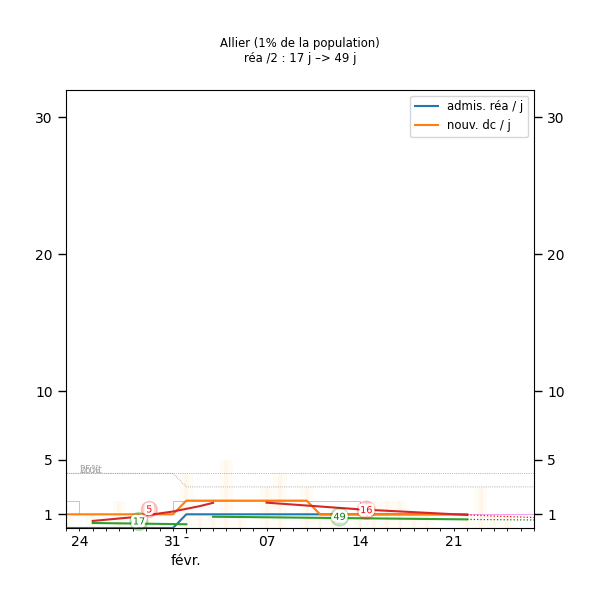 Allier (1% de la population)
réa /2 : 17 j –> 49 j
admis. réa / j
nouv. dc / j
30 30
20 20
10 10
5 5
1 1
5 16
17 49
24 31 - 07 14 21
févr.